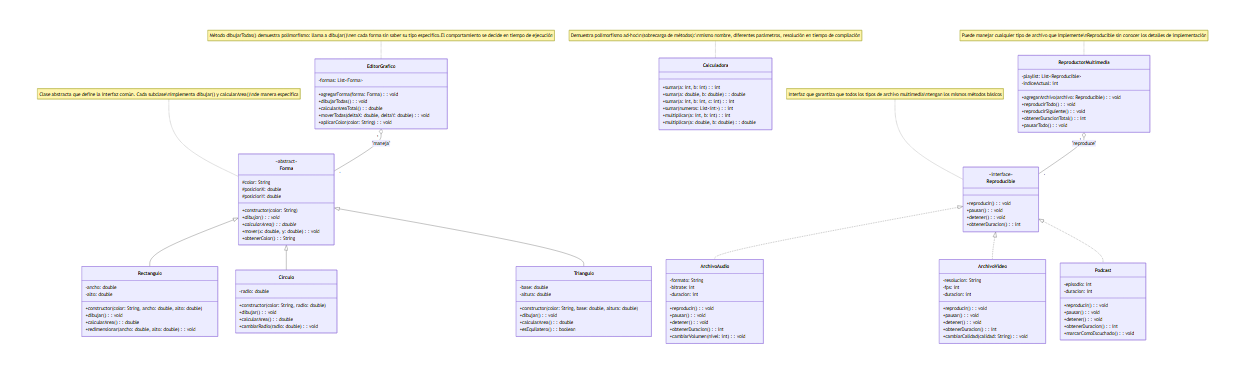 Método dibujarTodas() demuestra polimorfismo: llama a dibujar()\nen cada forma sin saber su tipo específico.El comportamiento se decide en tiempo de ejecución
Demuestra polimorfismo ad-hoc\n(sobrecarga de métodos):\nmismo nombre, diferentes parámetros, resolución en tiempo de compilación
Puede manejar cualquier tipo de archivo que implemente\nReproducible sin conocer los detalles de implementación
Clase abstracta que define la interfaz común. Cada subclase\nimplementa dibujar() y calcularArea()\nde manera específica
Interfaz que garantiza que todos los tipos de archivo multimedia\ntengan los mismos métodos básicos
EditorGrafico
-formas: List~Forma~
+agregarForma(forma: Forma) : : void
+dibujarTodas() : : void
+calcularAreaTotal() : : double
+moverTodas(deltaX: double, deltaY: double) : : void
+aplicarColor(color: String) : : void
Calculadora
+sumar(a: int, b: int) : : int
+sumar(a: double, b: double) : : double
+sumar(a: int, b: int, c: int) : : int
+sumar(numeros: List~int~) : : int
+multiplicar(a: int, b: int) : : int
+multiplicar(a: double, b: double) : : double
ReproductorMultimedia
-playlist: List~Reproducible~
-indiceActual: int
+agregarArchivo(archivo: Reproducible) : : void
+reproducirTodo() : : void
+reproducirSiguiente() : : void
+obtenerDuracionTotal() : : int
+pausarTodo() : : void
"maneja"
"reproduce"
«abstract»
Forma
#color: String
#posicionX: double
#posicionY: double
+constructor(color: String)
+dibujar() : : void
+calcularArea() : : double
+mover(x: double, y: double) : : void
+obtenerColor() : : String
«interface»
Reproducible
+reproducir() : : void
+pausar() : : void
+detener() : : void
+obtenerDuracion() : : int
Rectangulo
-ancho: double
-alto: double
+constructor(color: String, ancho: double, alto: double)
+dibujar() : : void
+calcularArea() : : double
+redimensionar(ancho: double, alto: double) : : void
Circulo
-radio: double
+constructor(color: String, radio: double)
+dibujar() : : void
+calcularArea() : : double
+cambiarRadio(radio: double) : : void
Triangulo
-base: double
-altura: double
+constructor(color: String, base: double, altura: double)
+dibujar() : : void
+calcularArea() : : double
+esEquilatero() : : boolean
ArchivoAudio
-formato: String
-bitrate: int
-duracion: int
+reproducir() : : void
+pausar() : : void
+detener() : : void
+obtenerDuracion() : : int
+cambiarVolumen(nivel: int) : : void
ArchivoVideo
-resolucion: String
-fps: int
-duracion: int
+reproducir() : : void
+pausar() : : void
+detener() : : void
+obtenerDuracion() : : int
+cambiarCalidad(calidad: String) : : void
Podcast
-episodio: int
-duracion: int
+reproducir() : : void
+pausar() : : void
+detener() : : void
+obtenerDuracion() : : int
+marcarComoEscuchado() : : void